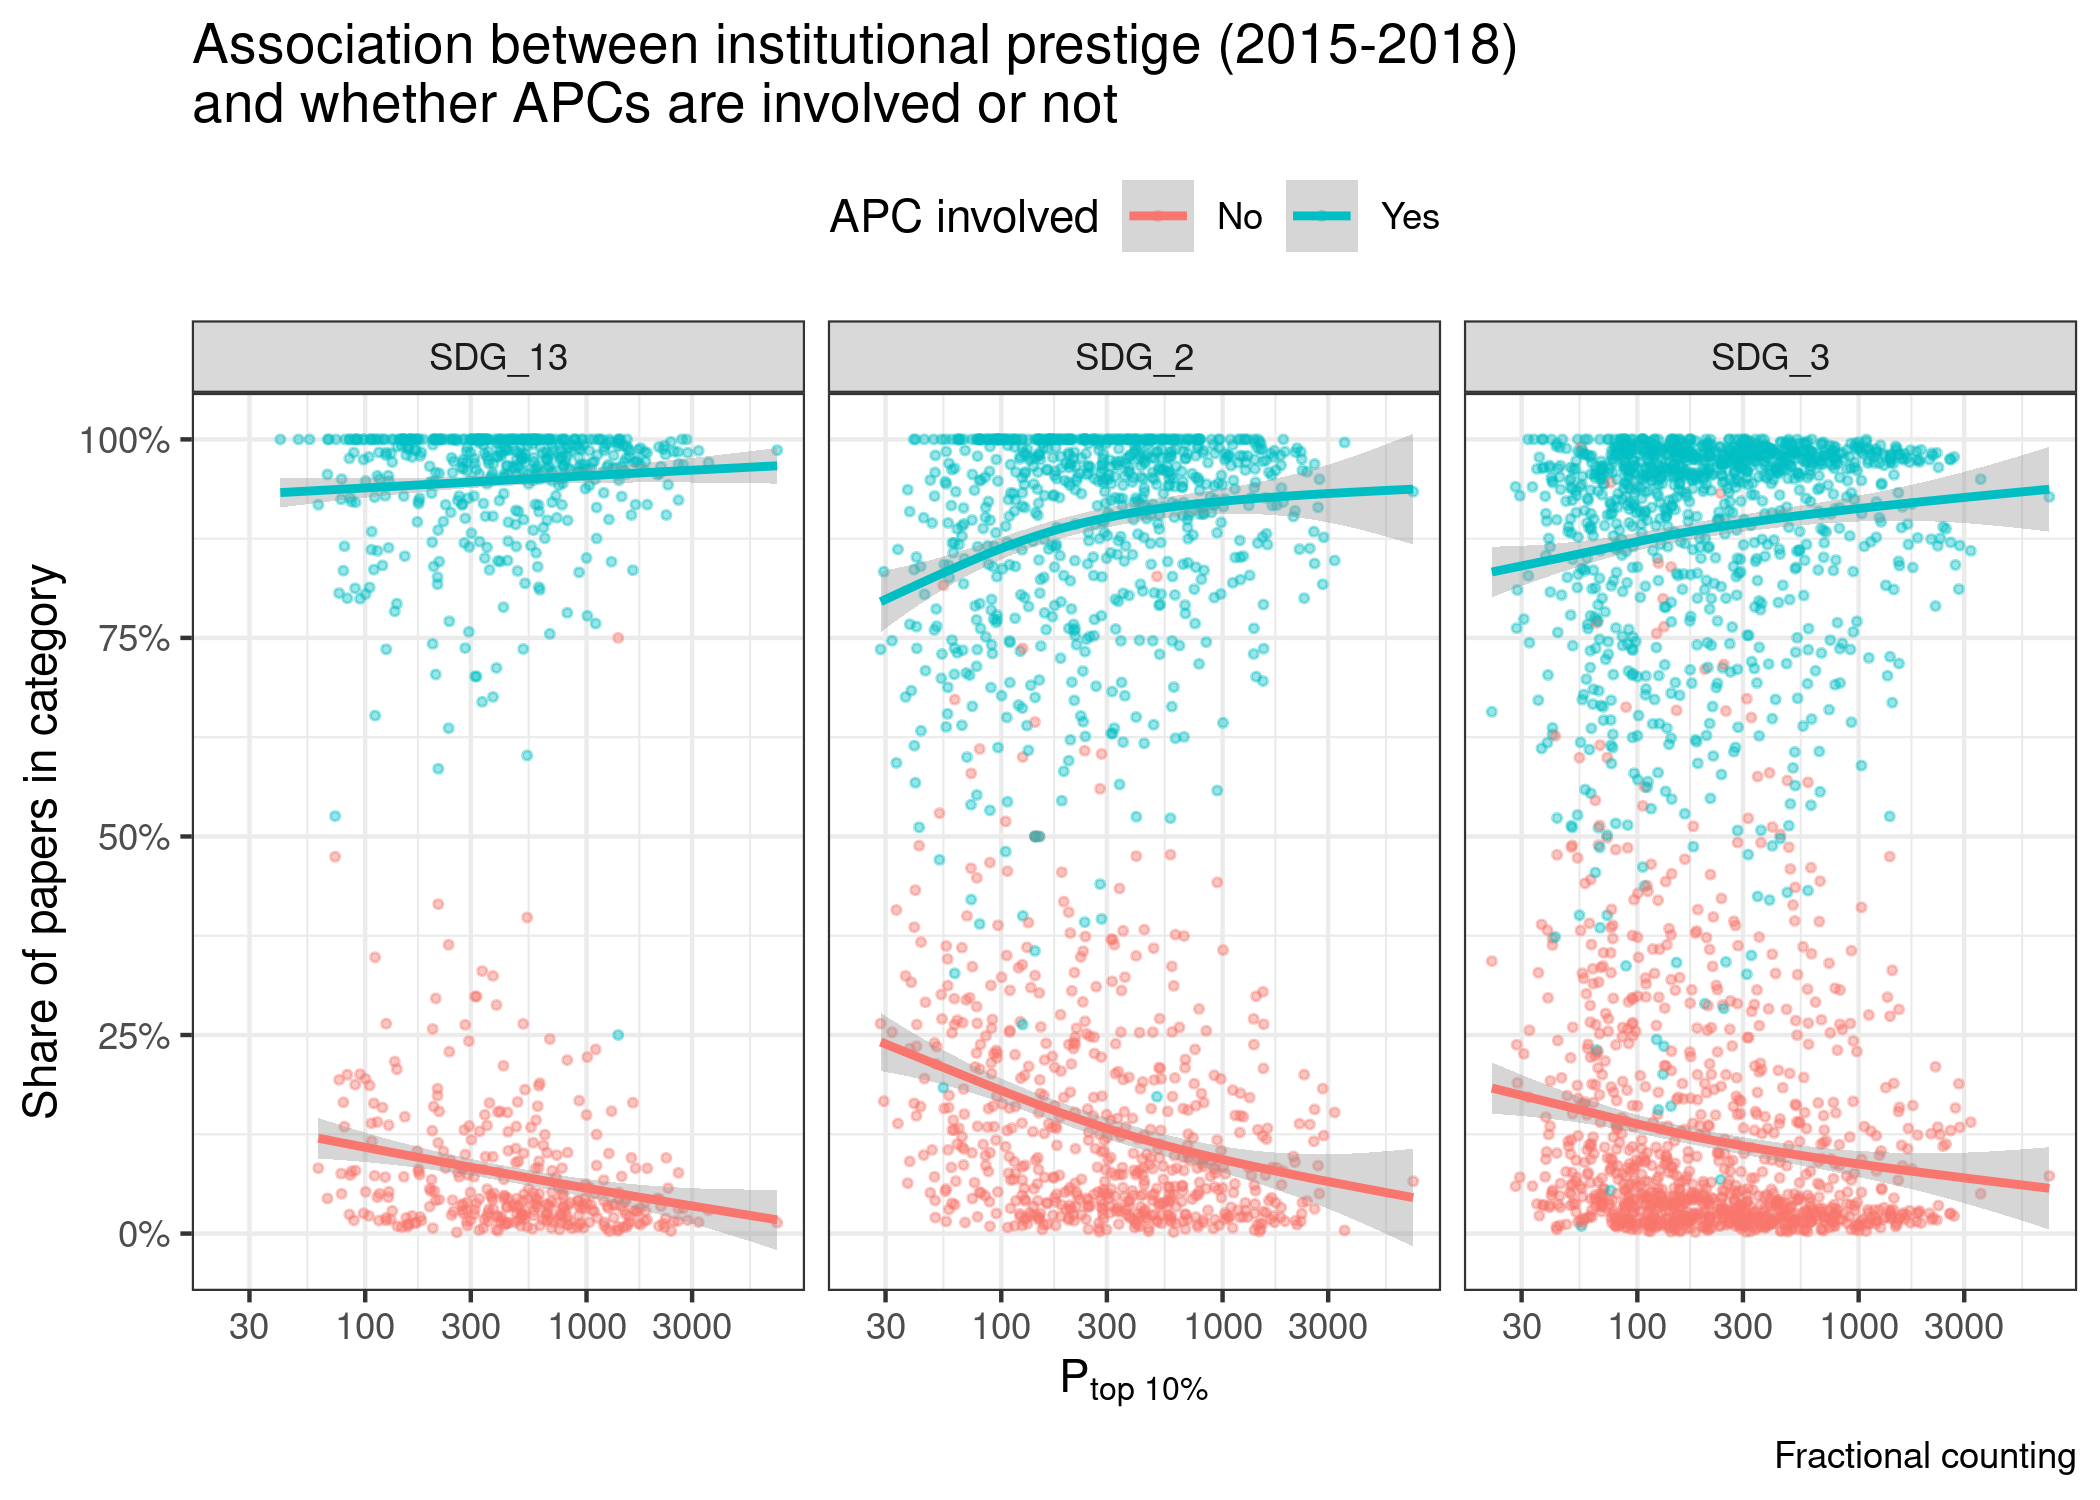 Association between institutional prestige (2015-2018)
and whether APCs are involved or not
APC involved No Yes
SDG_13 SDG_2 SDG_3
Share of papers in category
100%
75%
50%
25%
0%
30 100 300 1000 3000 30 100 300 1000 3000 30 100 300 1000 3000
Ptop 10%
Fractional counting